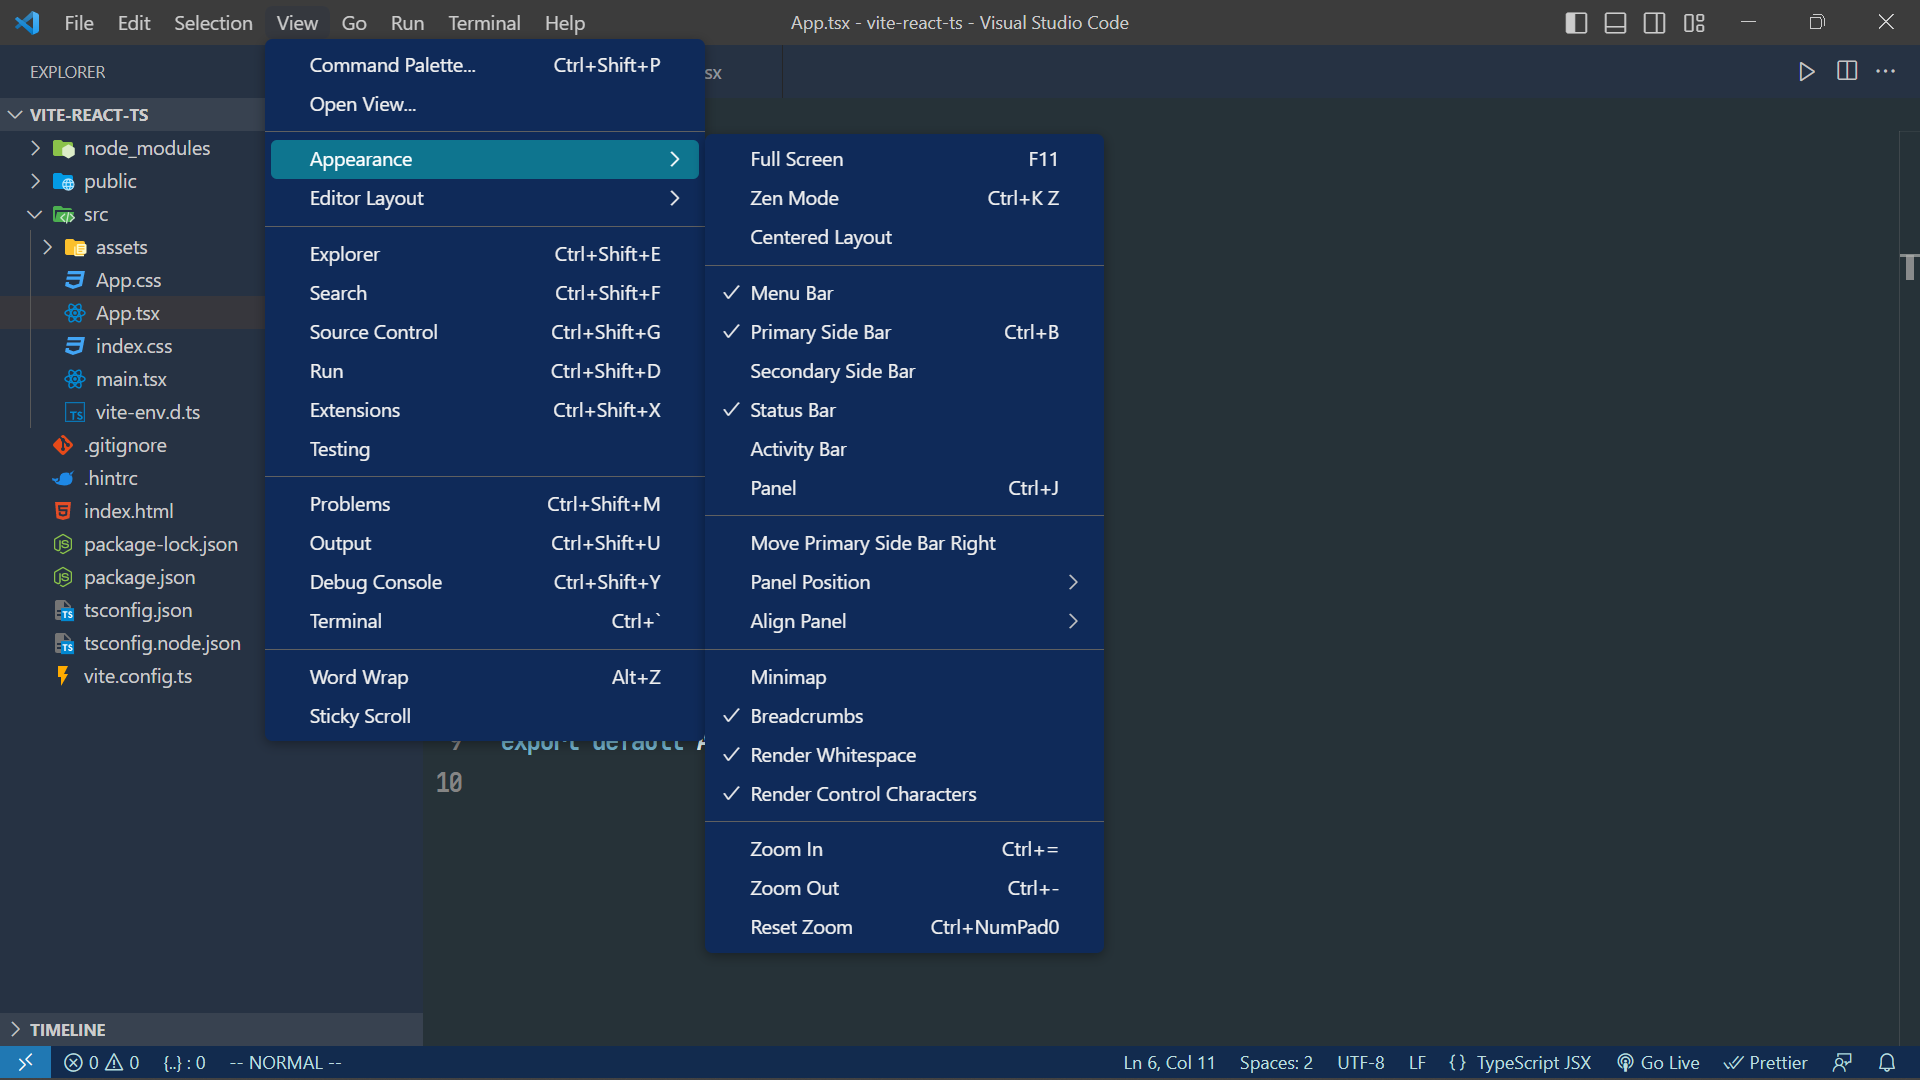 File Edit Selection View Go Run Terminal Help
App.tsx - vite-react-ts - Visual Studio Code
EXPLORER
VITE-REACT-TS
node_modules
public
src
assets
App.css
App.tsx
index.css
main.tsx
vite-env.d.ts
.gitignore
.hintrc
index.html
package-lock.json
package.json
tsconfig.json
tsconfig.node.json
vite.config.ts
TIMELINE
sx
Command Palette... Ctrl+Shift+P
Open View...
Appearance
Editor Layout
Explorer Ctrl+Shift+E
Search Ctrl+Shift+F
Source Control Ctrl+Shift+G
Run Ctrl+Shift+D
Extensions Ctrl+Shift+X
Testing
Problems Ctrl+Shift+M
Output Ctrl+Shift+U
Debug Console Ctrl+Shift+Y
Terminal Ctrl+`
Word Wrap Alt+Z
Sticky Scroll
Full Screen F11
Zen Mode Ctrl+K Z
Centered Layout
Menu Bar
Primary Side Bar Ctrl+B
Secondary Side Bar
Status Bar
Activity Bar
Panel Ctrl+J
Move Primary Side Bar Right
Panel Position
Align Panel
Minimap
Breadcrumbs
Render Whitespace
Render Control Characters
Zoom In Ctrl+=
Zoom Out Ctrl+-
Reset Zoom Ctrl+NumPad0
9 export default
10
0 0 {..} : 0 -- NORMAL --
Ln 6, Col 11 Spaces: 2 UTF-8 LF {} TypeScript JSX Go Live Prettier